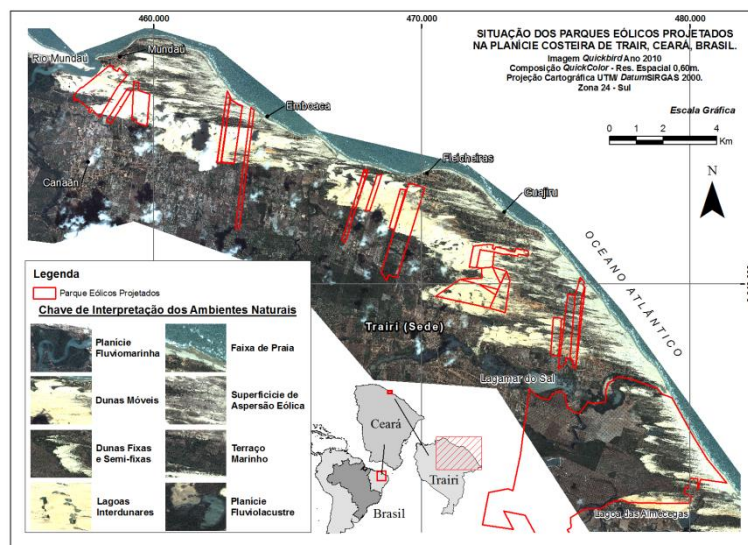 460.000
470.000
480.000
SITUAÇÃO DOS PARQUES EÓLICOS PROJETADOS
NA PLANÍCIE COSTEIRA DE TRAIR, CEARÁ, BRASIL.
Imagem Quickbird Ano 2010
Composição QuickColor - Res. Espacial 0,60m.
Projeção Cartográfica UTM/ DatumSIRGAS 2000.
Zona 24 - Sul
Escala Gráfica
0 1 2 4
Km
N
Rio Mundaú
Mundaú
Emboaca
Canaãn
Fleicheiras
Guajiru
OCEANO ATLÂNTICO
Trairi (Sede)
Lagamar do Sal
Lagoa das Almécegas
Legenda
Parque Eólicos Projetados
Chave de Interpretação dos Ambientes Naturais
Planície
Fluviomarinha
Faixa de Praia
Dunas Móveis
Superfície de
Aspersão Eólica
Dunas Fixas
e Semi-fixas
Terraço
Marinho
Lagoas
Interdunares
Planície
Fluviolacustre
Ceará
Trairi
Brasil